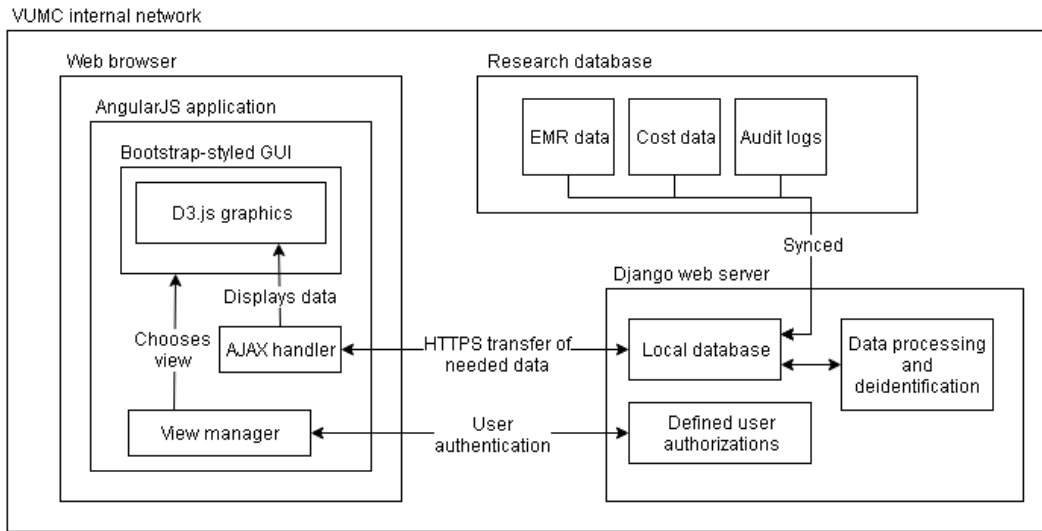 VUMC internal network
Web browser
AngularJS application
Bootstrap-styled GUI
D3.js graphics
Displays data
Chooses
view
AJAX handler
View manager
HTTPS transfer of
needed data
User
authentication
Research database
EMR data
Cost data
Audit logs
Synced
Django web server
Local database
Data processing
and
deidentification
Defined user
authorizations